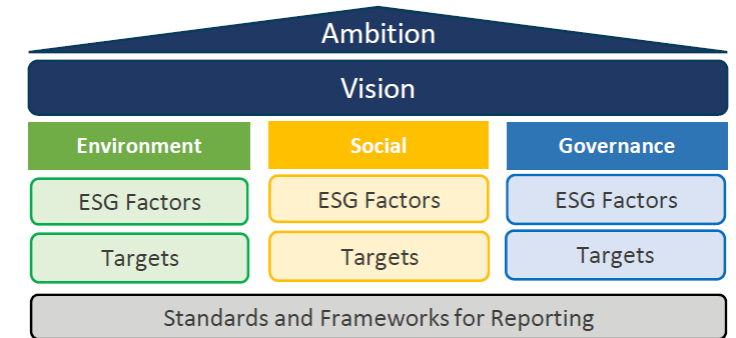 Ambition
Vision
Environment
Social
Governance
ESG Factors
ESG Factors
ESG Factors
Targets
Targets
Targets
Standards and Frameworks for Reporting